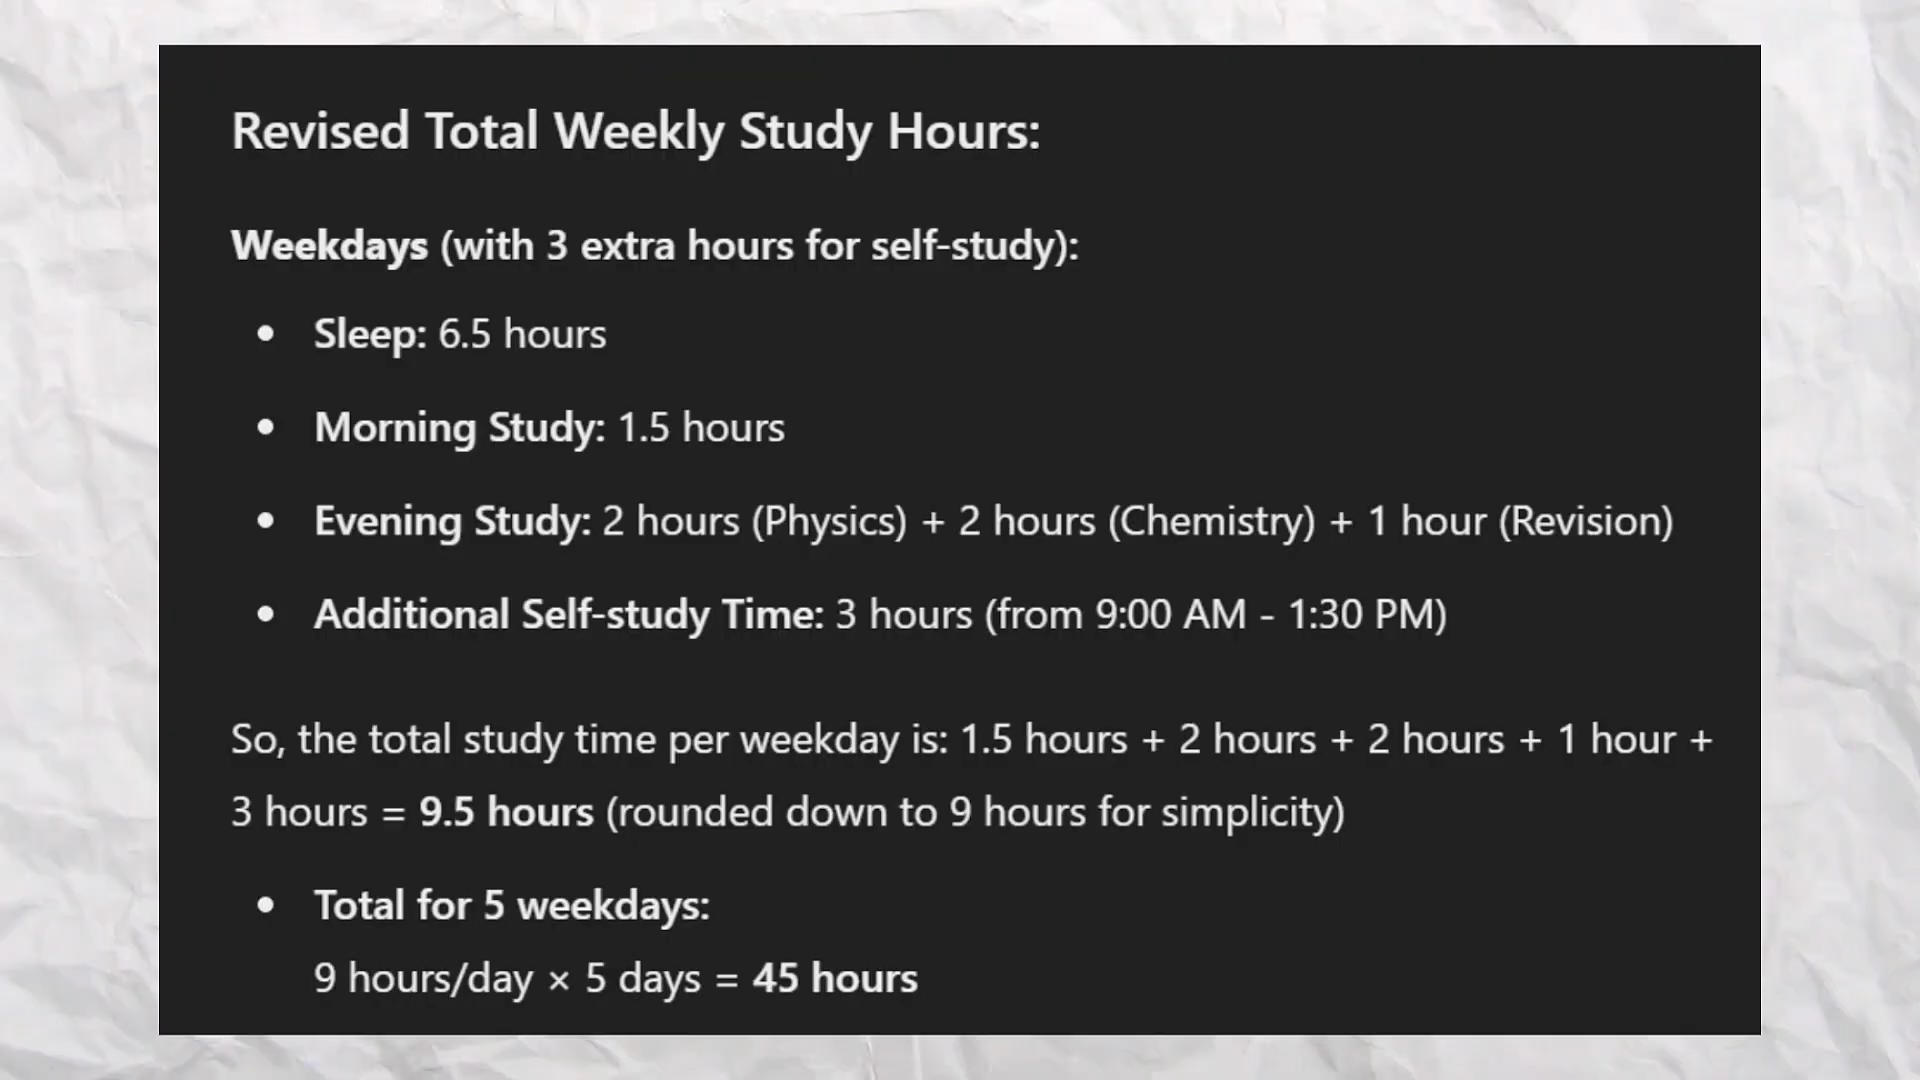 Revised Total Weekly Study Hours:
Weekdays (with 3 extra hours for self-study):
• Sleep: 6.5 hours
• Morning Study: 1.5 hours
• Evening Study: 2 hours (Physics) + 2 hours (Chemistry) + 1 hour (Revision)
• Additional Self-study Time: 3 hours (from 9:00 AM - 1:30 PM)
So, the total study time per weekday is: 1.5 hours + 2 hours + 2 hours + 1 hour +
3 hours = 9.5 hours (rounded down to 9 hours for simplicity)
• Total for 5 weekdays:
9 hours/day × 5 days = 45 hours